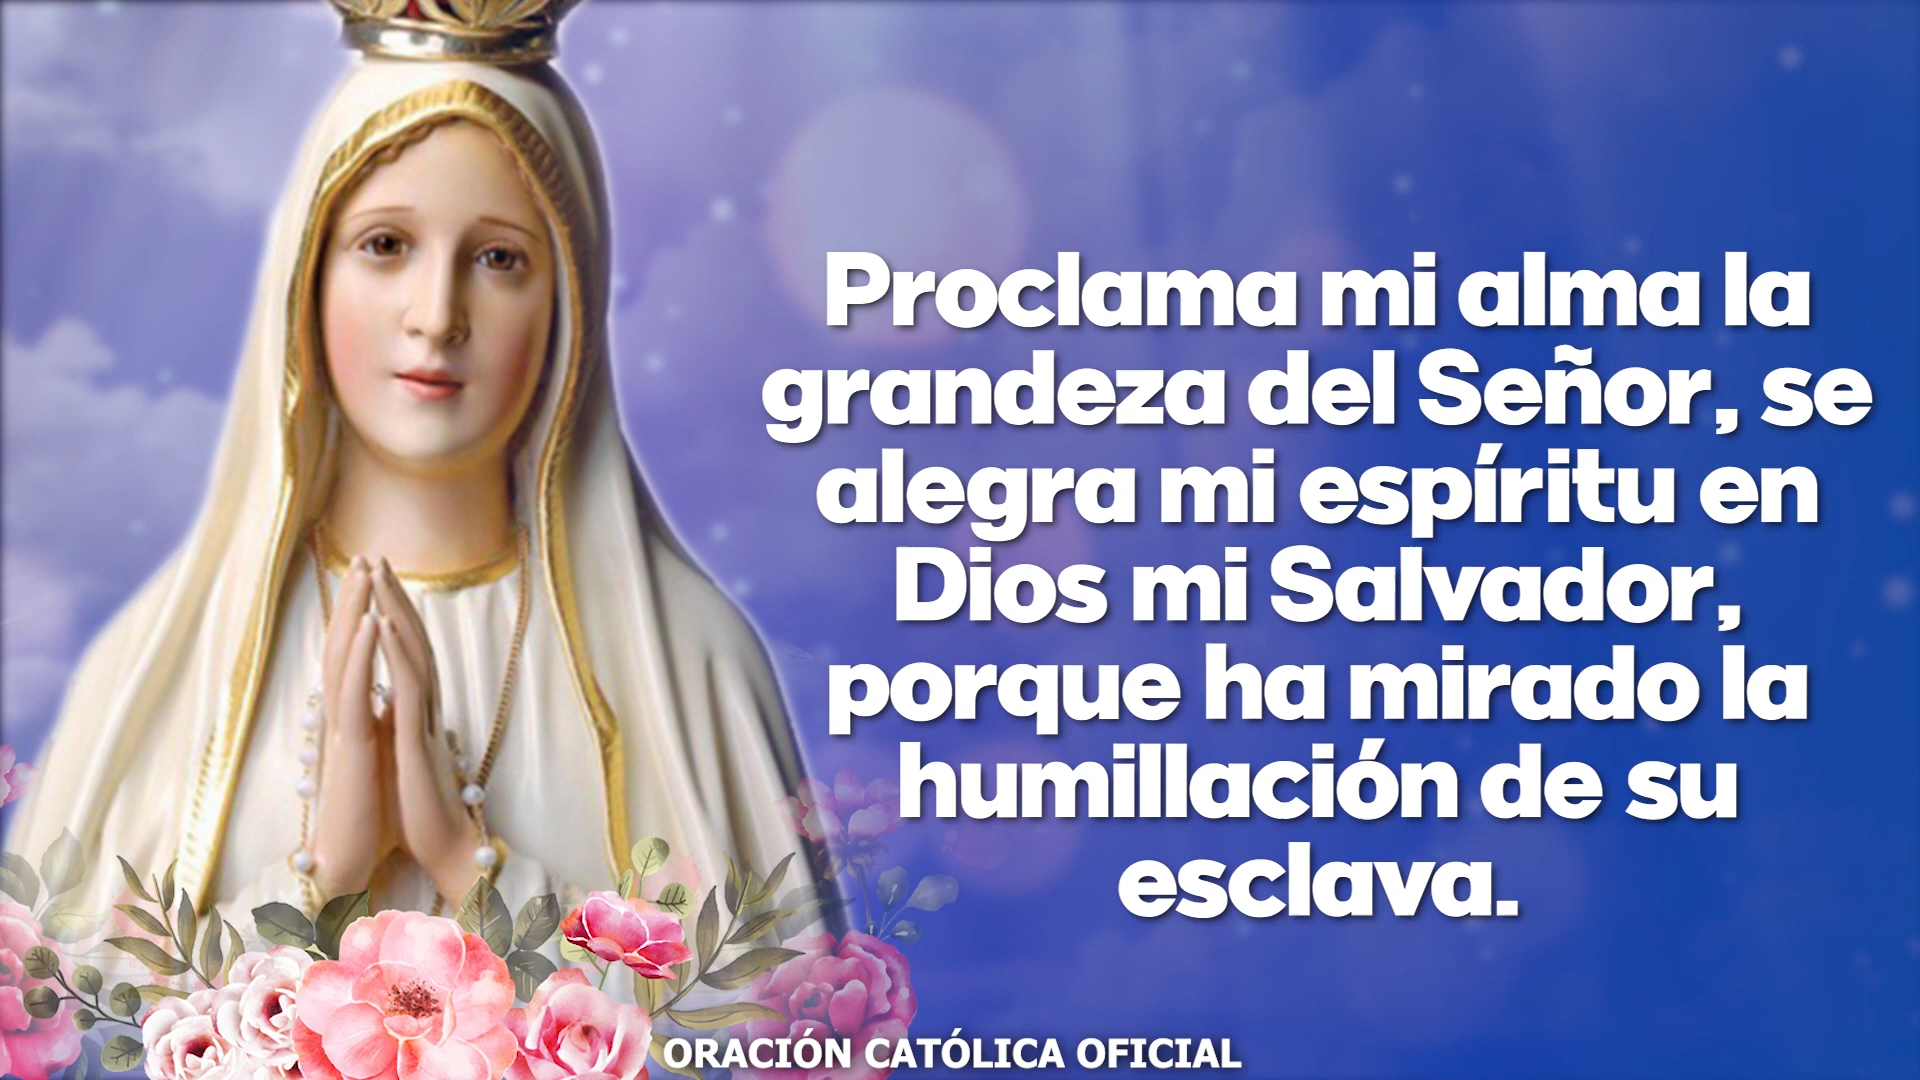 Proclama mi alma la
grandeza del Señor, se
alegra mi espíritu en
Dios mi Salvador,
porque ha mirado la
humillación de su
esclava.
ORACIÓN CATÓLICA OFICIAL